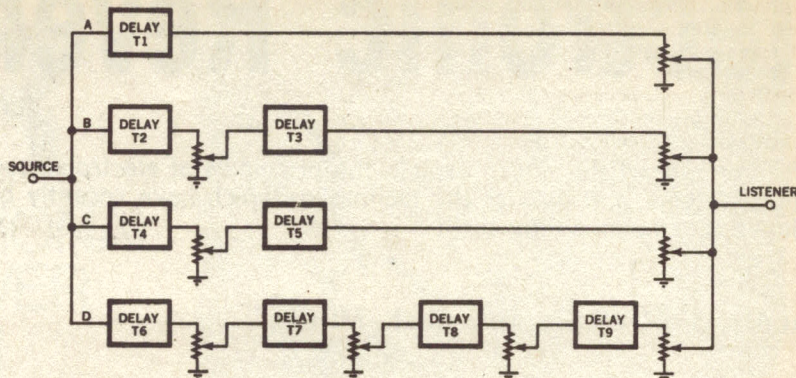 A
DELAY
T1
B
DELAY
T2
DELAY
T3
SOURCE
LISTENER
C
DELAY
T4
DELAY
T5
D
DELAY
T6
DELAY
T7
DELAY
T8
DELAY
T9